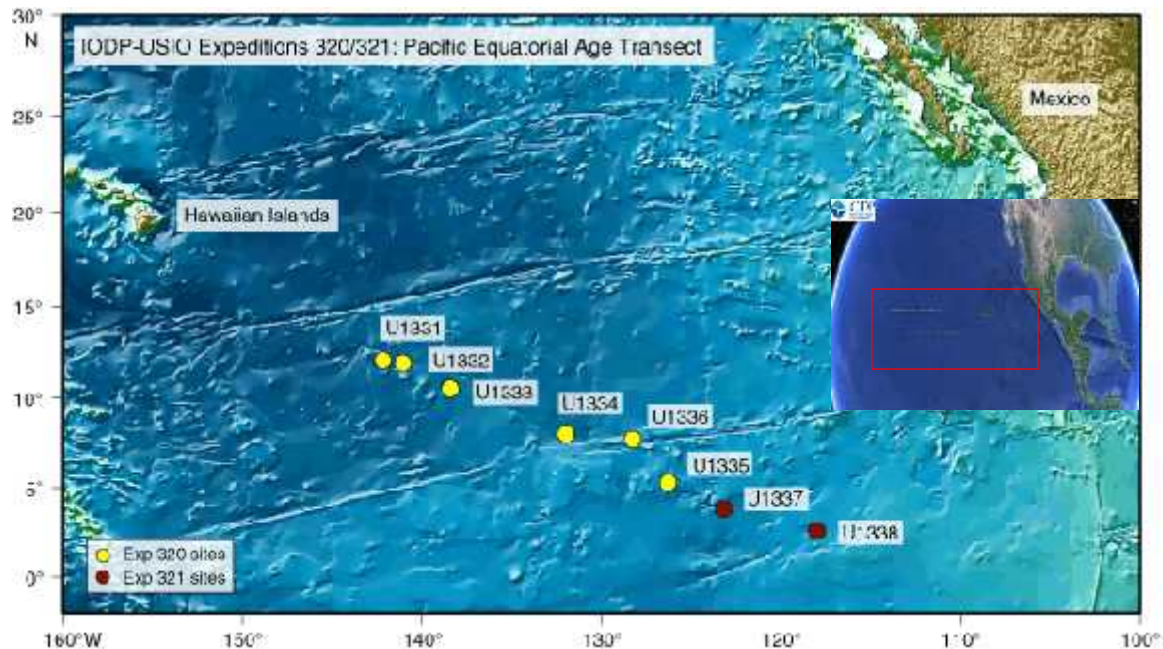 30°
N
IODP-USIO Expeditions 320/321: Pacific Equatorial Age Transect
Mexico
25°
20°
Hawaiian Islands
15°
U1331
U1332
U1333
10°
U1334
U1336
U1335
5°
U1337
U1338
Exp 320 sites
Exp 321 sites
0°
160°W
150°
140°
130°
120°
110°
100°